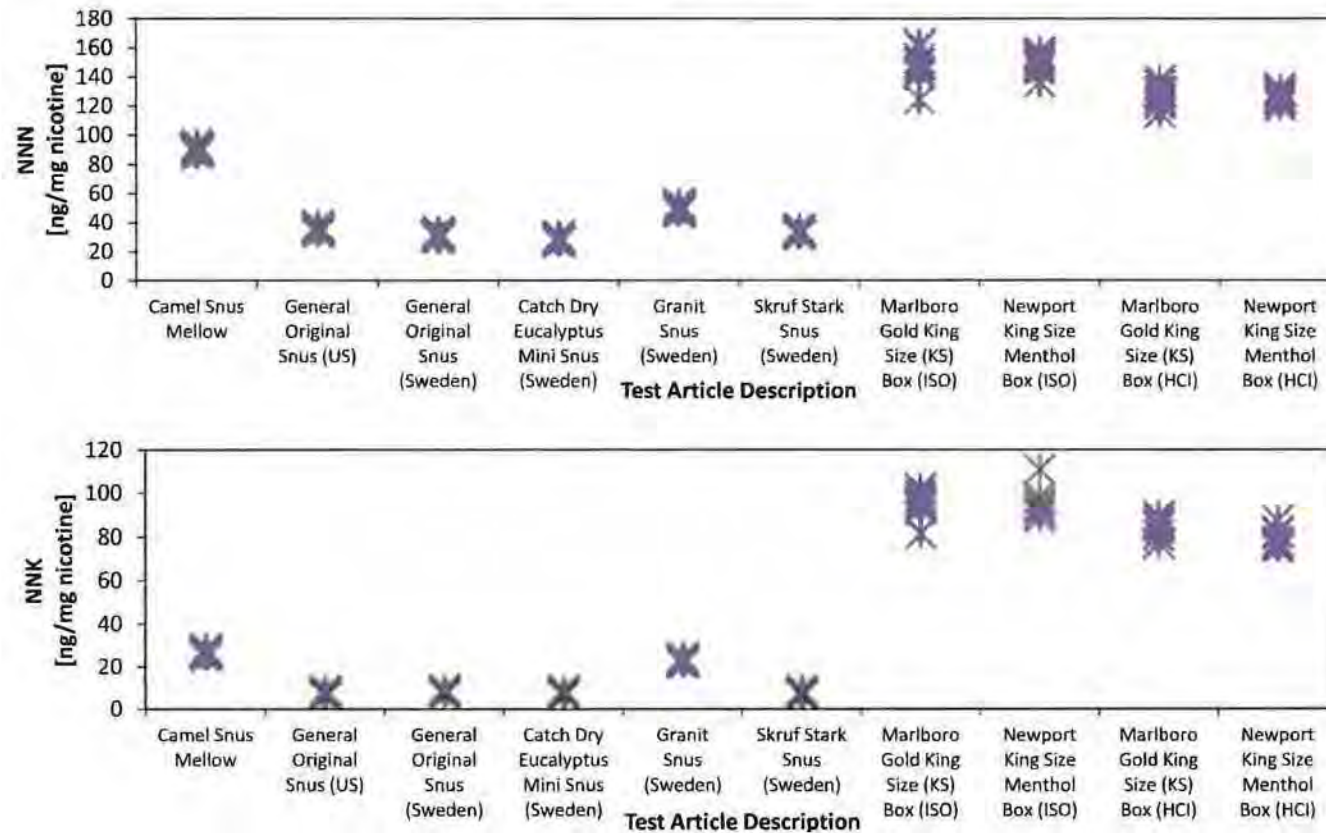 180
160
140
120
100
80
60
40
20
0
NNN
[ng/mg nicotine]
Camel Snus
Mellow
General
Original
Snus (US)
General
Original
Snus
(Sweden)
Catch Dry
Eucalyptus
Mini Snus
(Sweden)
Granit
Snus
(Sweden)
Skruf Stark
Snus
(Sweden)
Marlboro
Gold King
Size (KS)
Box (ISO)
Newport
King Size
Menthol
Box (ISO)
Marlboro
Gold King
Size (KS)
Box (HCI)
Newport
King Size
Menthol
Box (HCI)
Test Article Description
120
100
80
60
40
20
0
NNK
[ng/mg nicotine]
Camel Snus
Mellow
General
Original
Snus (US)
General
Original
Snus
(Sweden)
Catch Dry
Eucalyptus
Mini Snus
(Sweden)
Granit
Snus
(Sweden)
Skruf Stark
Snus
(Sweden)
Marlboro
Gold King
Size (KS)
Box (ISO)
Newport
King Size
Menthol
Box (ISO)
Marlboro
Gold King
Size (KS)
Box (HCI)
Newport
King Size
Menthol
Box (HCI)
Test Article Description